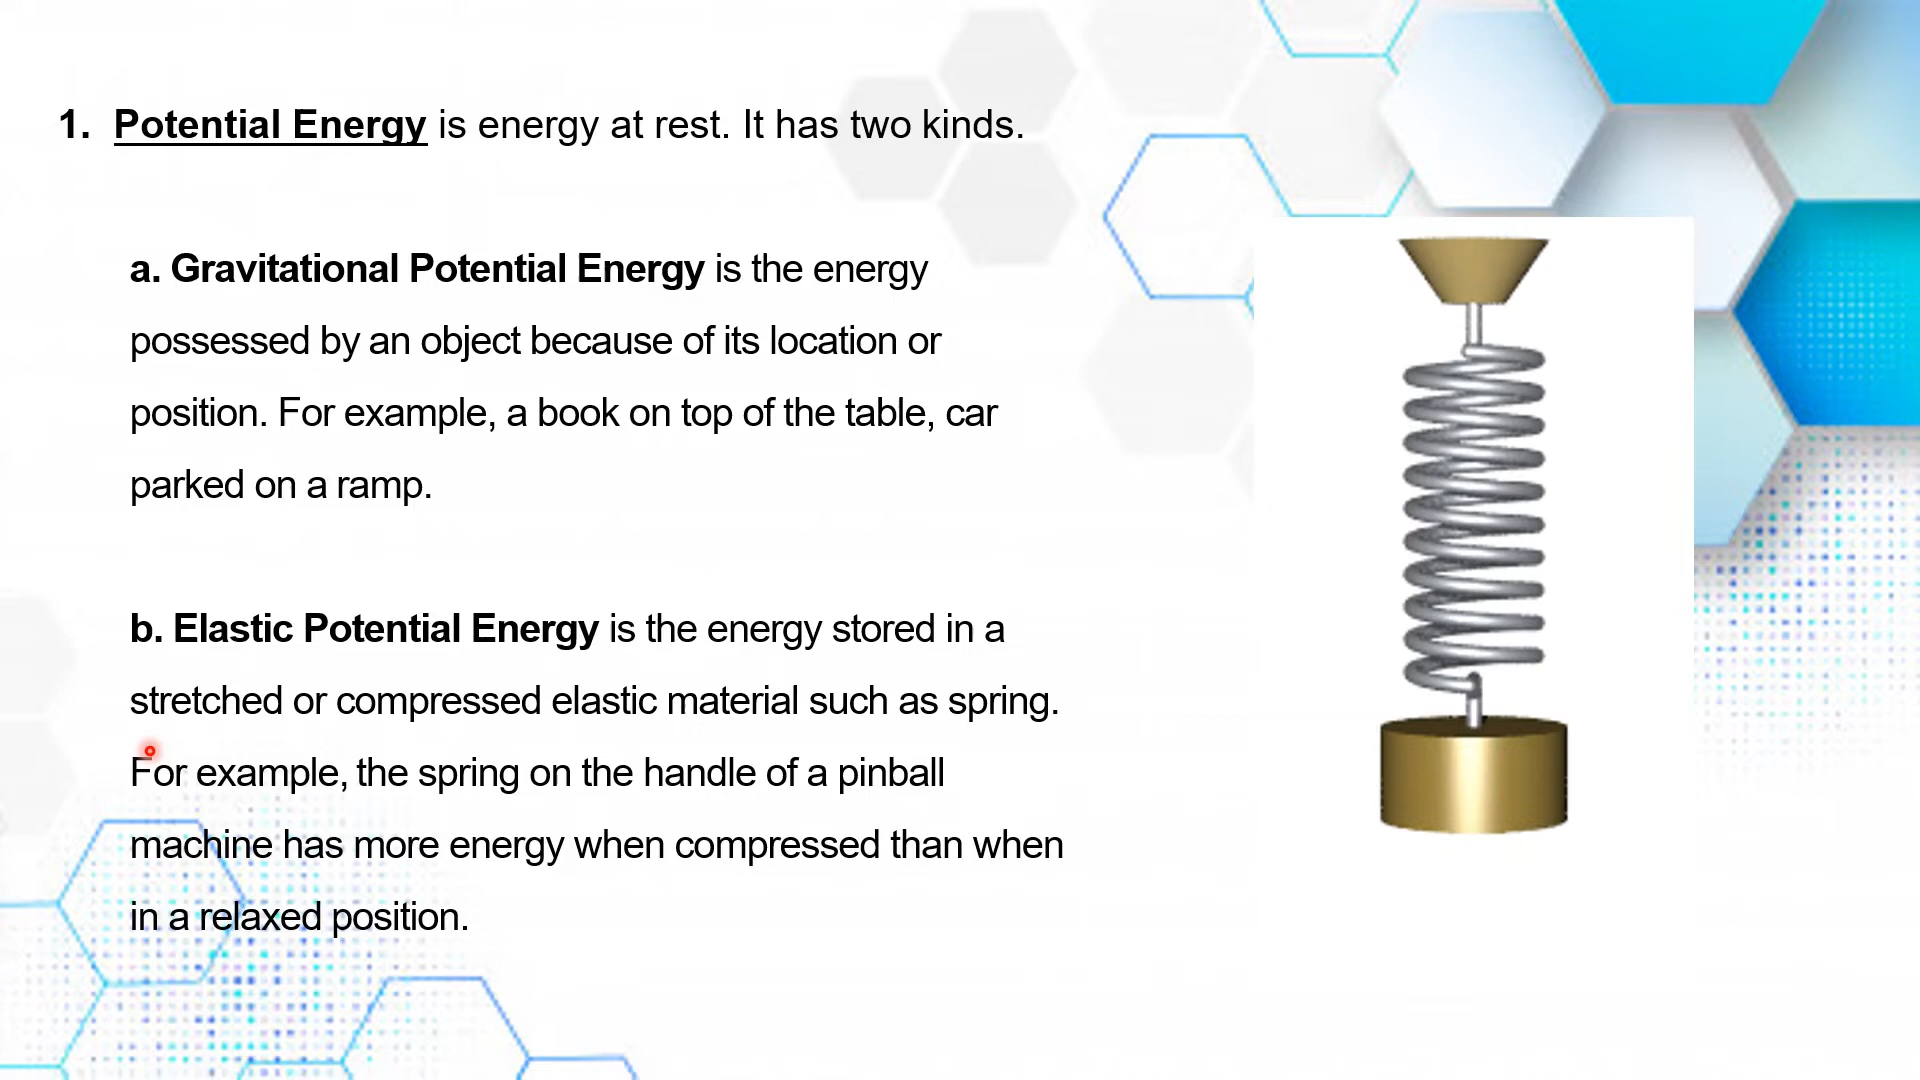 1. Potential Energy is energy at rest. It has two kinds.
a. Gravitational Potential Energy is the energy
possessed by an object because of its location or
position. For example, a book on top of the table, car
parked on a ramp.
b. Elastic Potential Energy is the energy stored in a
stretched or compressed elastic material such as spring.
For example, the spring on the handle of a pinball
machine has more energy when compressed than when
in a relaxed position.